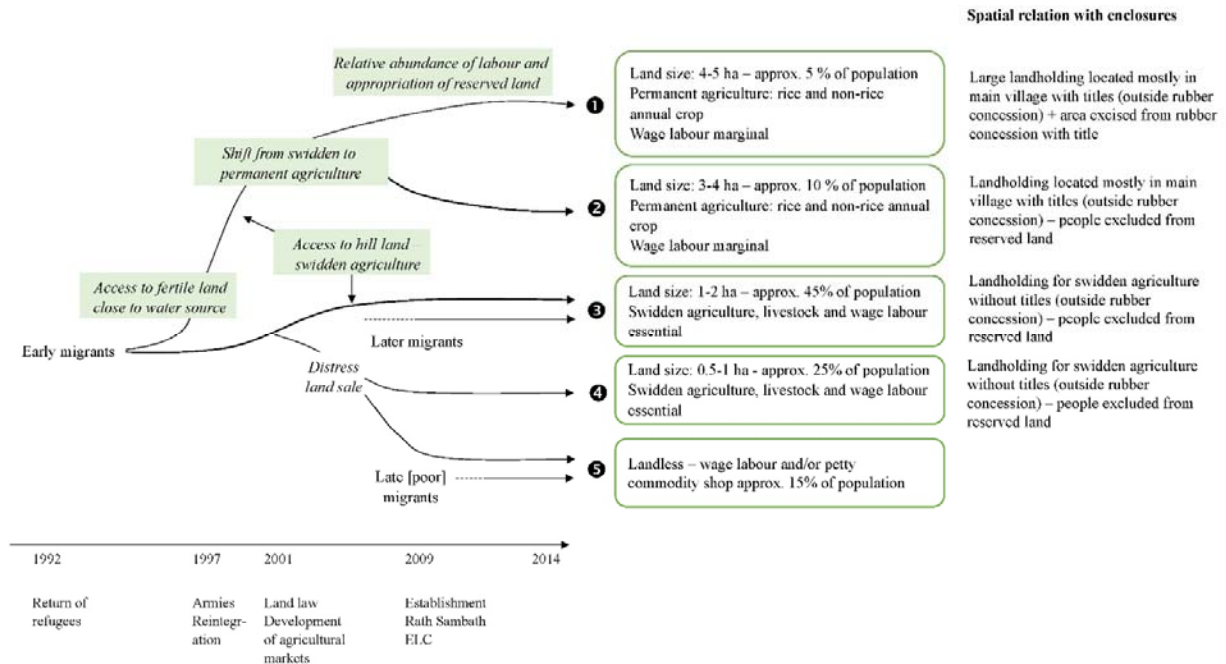 Spatial relation with enclosures
Relative abundance of labour and
appropriation of reserved land
Shift from swidden to
permanent agriculture
Access to hill land –
swidden agriculture
Access to fertile land
close to water source
Early migrants
Later migrants
Distress
land sale
Late [poor]
migrants
❶
Land size: 4-5 ha – approx. 5 % of population
Permanent agriculture: rice and non-rice
annual crop
Wage labour marginal
Large landholding located mostly in
main village with titles (outside rubber
concession) + area excised from rubber
concession with title
❷
Land size: 3-4 ha – approx. 10 % of population
Permanent agriculture: rice and non-rice annual
crop
Wage labour marginal
Landholding located mostly in main
village with titles (outside rubber
concession) – people excluded from
reserved land
❸
Land size: 1-2 ha – approx. 45% of population
Swidden agriculture, livestock and wage labour
essential
Landholding for swidden agriculture
without titles (outside rubber
concession) – people excluded from
reserved land
❹
Land size: 0.5-1 ha - approx. 25% of population
Swidden agriculture, livestock and wage labour
essential
Landholding for swidden agriculture
without titles (outside rubber
concession) – people excluded from
reserved land
❺
Landless – wage labour and/or petty
commodity shop approx. 15% of population
1992
1997
2001
2009
2014
Return of
refugees
Armies
Reintegr-
ation
Land law
Development
of agricultural
markets
Establishment
Rath Sambath
ELC